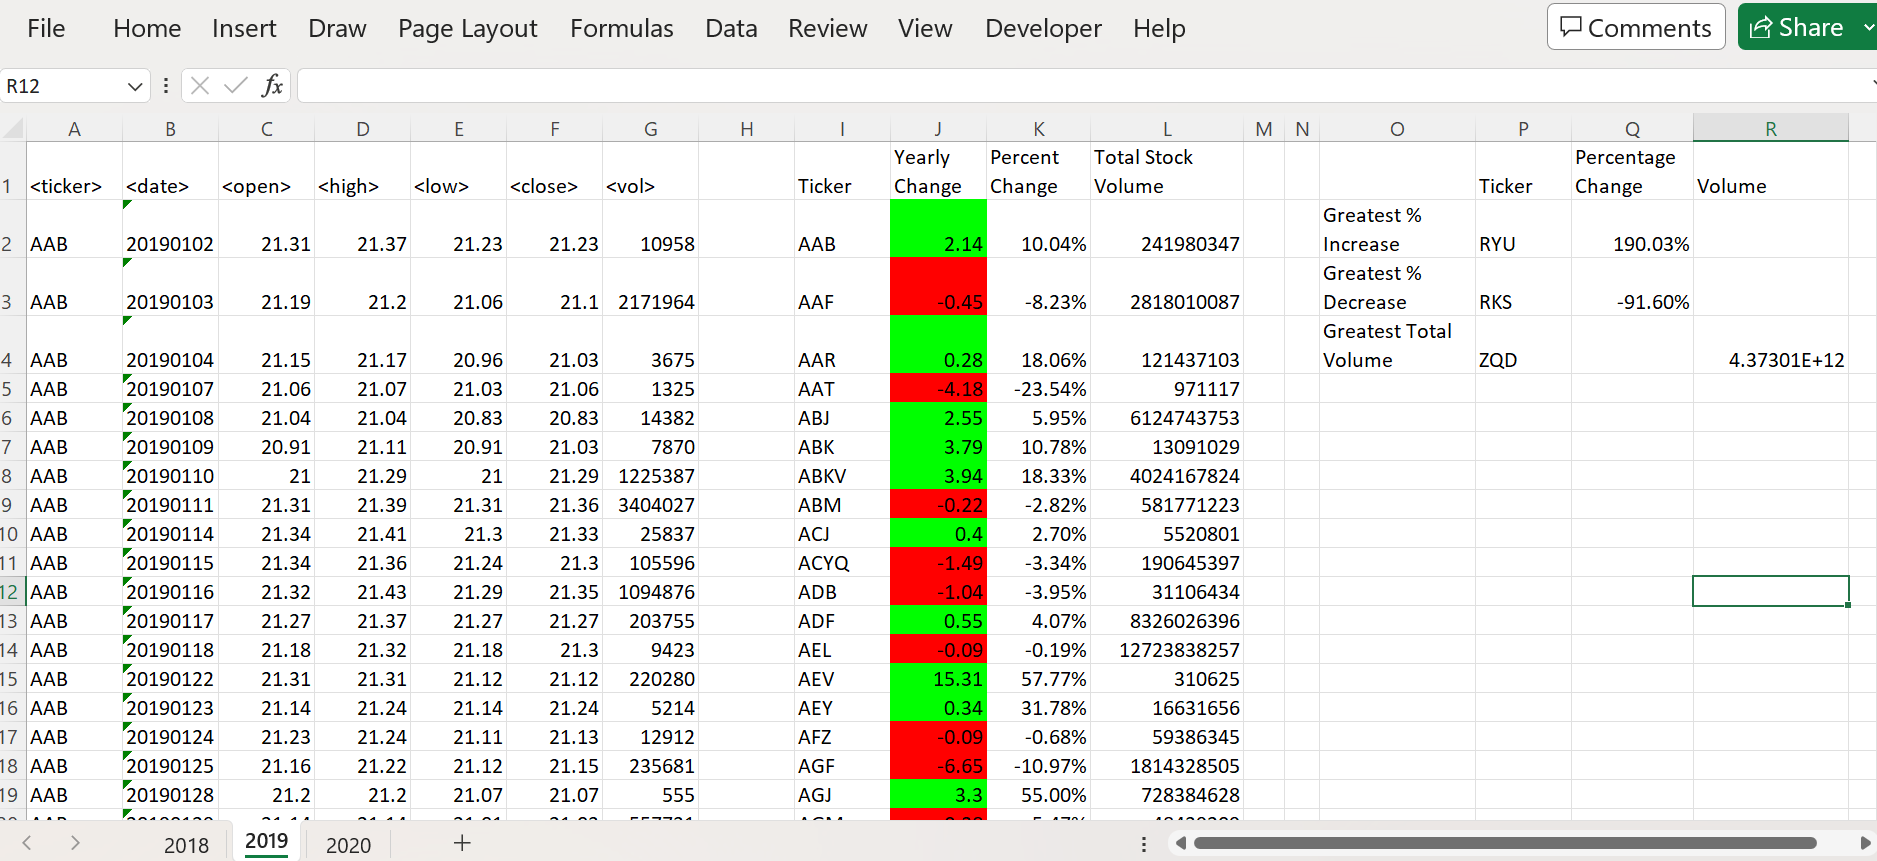 File Home Insert Draw Page Layout Formulas Data Review View Developer Help Comments Share
R12 fx
A B C D E F G H I J K L M N O P Q R
Yearly Percent Total Stock Percentage
1 <ticker> <date> <open> <high> <low> <close> <vol> Ticker Change Change Volume Ticker Change Volume
Greatest %
2 AAB 20190102 21.31 21.37 21.23 21.23 10958 AAB 2.14 10.04% 241980347 Increase RYU 190.03%
Greatest %
3 AAB 20190103 21.19 21.2 21.06 21.1 2171964 AAF -0.45 -8.23% 2818010087 Decrease RKS -91.60%
Greatest Total
4 AAB 20190104 21.15 21.17 20.96 21.03 3675 AAR 0.28 18.06% 121437103 Volume ZQD 4.37301E+12
5 AAB 20190107 21.06 21.07 21.03 21.06 1325 AAT -4.18 -23.54% 971117
6 AAB 20190108 21.04 21.04 20.83 20.83 14382 ABJ 2.55 5.95% 6124743753
7 AAB 20190109 20.91 21.11 20.91 21.03 7870 ABK 3.79 10.78% 13091029
8 AAB 20190110 21 21.29 21 21.29 1225387 ABKV 3.94 18.33% 4024167824
9 AAB 20190111 21.31 21.39 21.31 21.36 3404027 ABM -0.22 -2.82% 581771223
10 AAB 20190114 21.34 21.41 21.3 21.33 25837 ACJ 0.4 2.70% 5520801
11 AAB 20190115 21.34 21.36 21.24 21.3 105596 ACYQ -1.49 -3.34% 190645397
12 AAB 20190116 21.32 21.43 21.29 21.35 1094876 ADB -1.04 -3.95% 31106434
13 AAB 20190117 21.27 21.37 21.27 21.27 203755 ADF 0.55 4.07% 8326026396
14 AAB 20190118 21.18 21.32 21.18 21.3 9423 AEL -0.09 -0.19% 12723838257
15 AAB 20190122 21.31 21.31 21.12 21.12 220280 AEV 15.31 57.77% 310625
16 AAB 20190123 21.14 21.24 21.14 21.24 5214 AEY 0.34 31.78% 16631656
17 AAB 20190124 21.23 21.24 21.11 21.13 12912 AFZ -0.09 -0.68% 59386345
18 AAB 20190125 21.16 21.22 21.12 21.15 235681 AGF -6.65 -10.97% 1814328505
19 AAB 20190128 21.2 21.2 21.07 21.07 555 AGJ 3.3 55.00% 728384628
2018 2019 2020